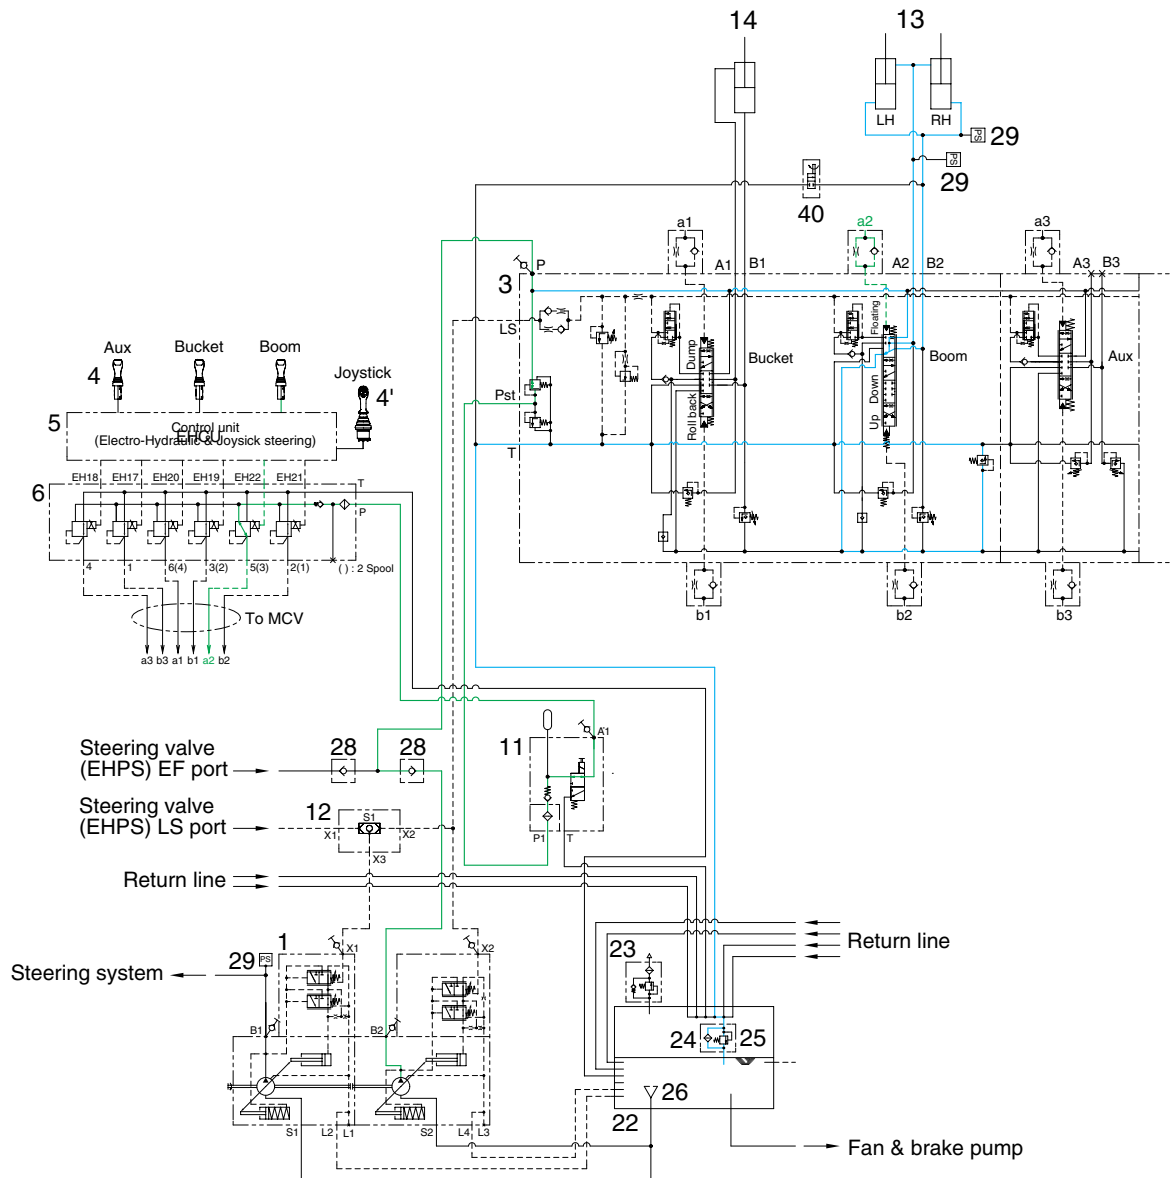 14
13
LH
RH
PS
29
PS
29
40
a1
a2
a3
A1
B1
A2
B2
A3
B3
P
3
LS
Pst
T
Dump
Roll back
Bucket
Floating
Down
Up
Boom
Aux
b1
b2
b3
Aux
Bucket
Boom
4
Joystick
4'
5
Control unit
EHCU
(Electro-Hydraulic & Joysick steering)
EH18
EH17
EH20
EH19
EH22
EH21
6
T
P
4
1
6(4)
3(2)
5(3)
2(1)
( ) : 2 Spool
To MCV
a3
b3
a1
b1
a2
b2
Steering valve
(EHPS) EF port
28
28
11
A1
P1
T
Steering valve
(EHPS) LS port
12
S1
X1
X2
X3
Return line
Return line
1
X1
X2
29
PS
Steering system
B1
B2
S1
L2
L1
S2
L4
L3
23
24
25
26
22
Fan & brake pump